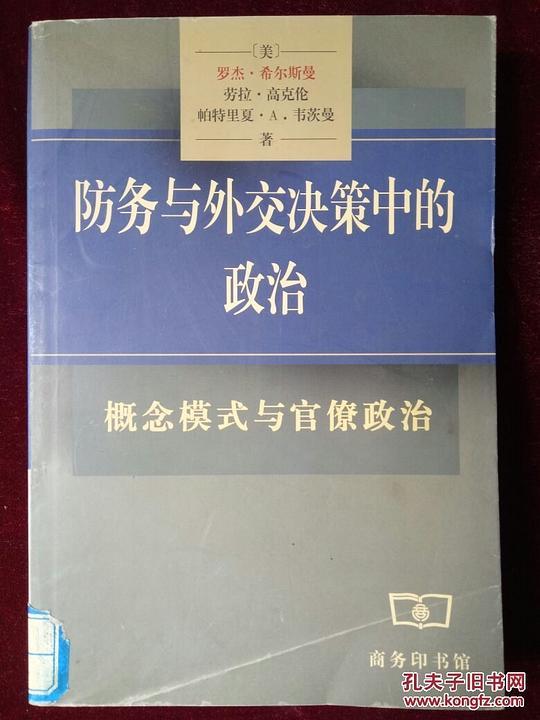 〔美〕
罗杰·希尔斯曼
劳拉·高克伦
帕特里夏·A.韦茨曼
著
防务与外交决策中的
政治
概念模式与官僚政治
商务印书馆
孔夫子旧书网
www.kongfz.com